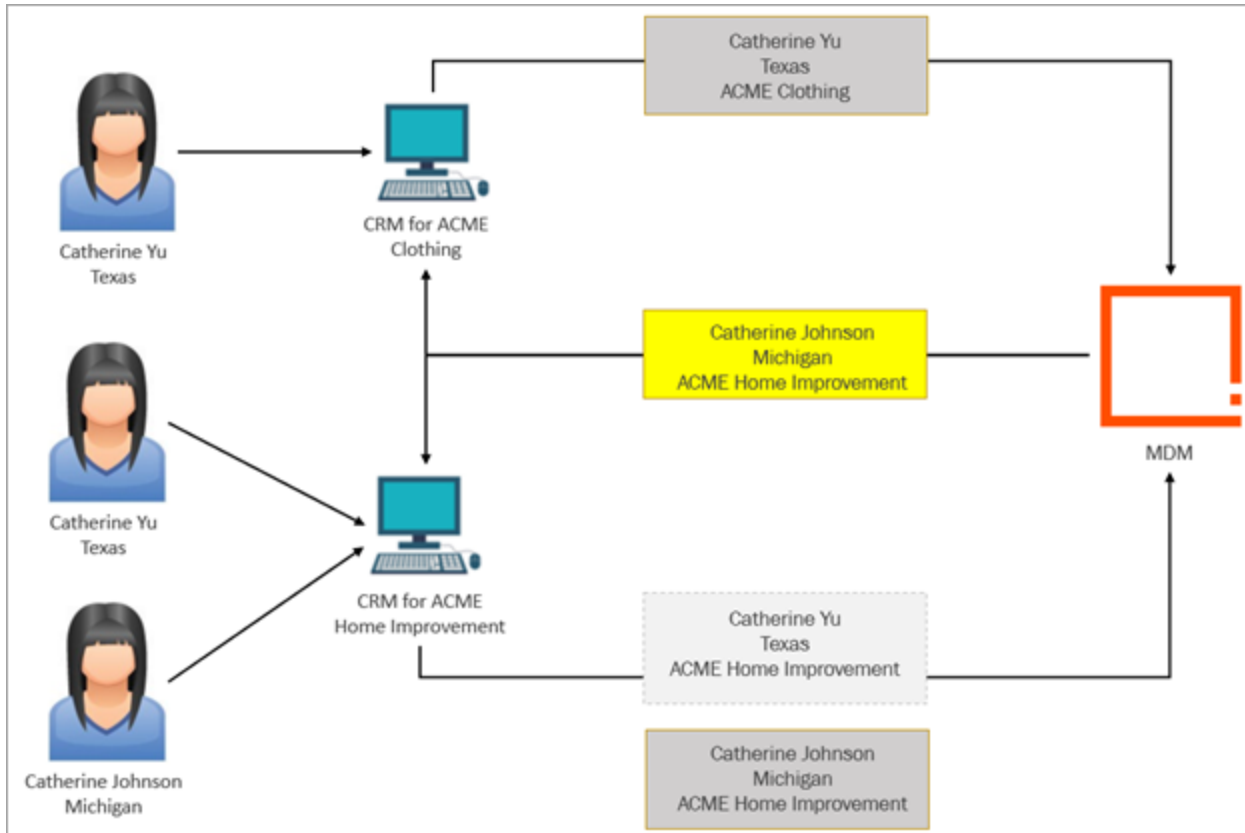 Catherine Yu
Texas
ACME Clothing
CRM for ACME
Clothing
Catherine Yu
Texas
Catherine Johnson
Michigan
ACME Home Improvement
MDM
Catherine Yu
Texas
CRM for ACME
Home Improvement
Catherine Yu
Texas
ACME Home Improvement
Catherine Johnson
Michigan
Catherine Johnson
Michigan
ACME Home Improvement